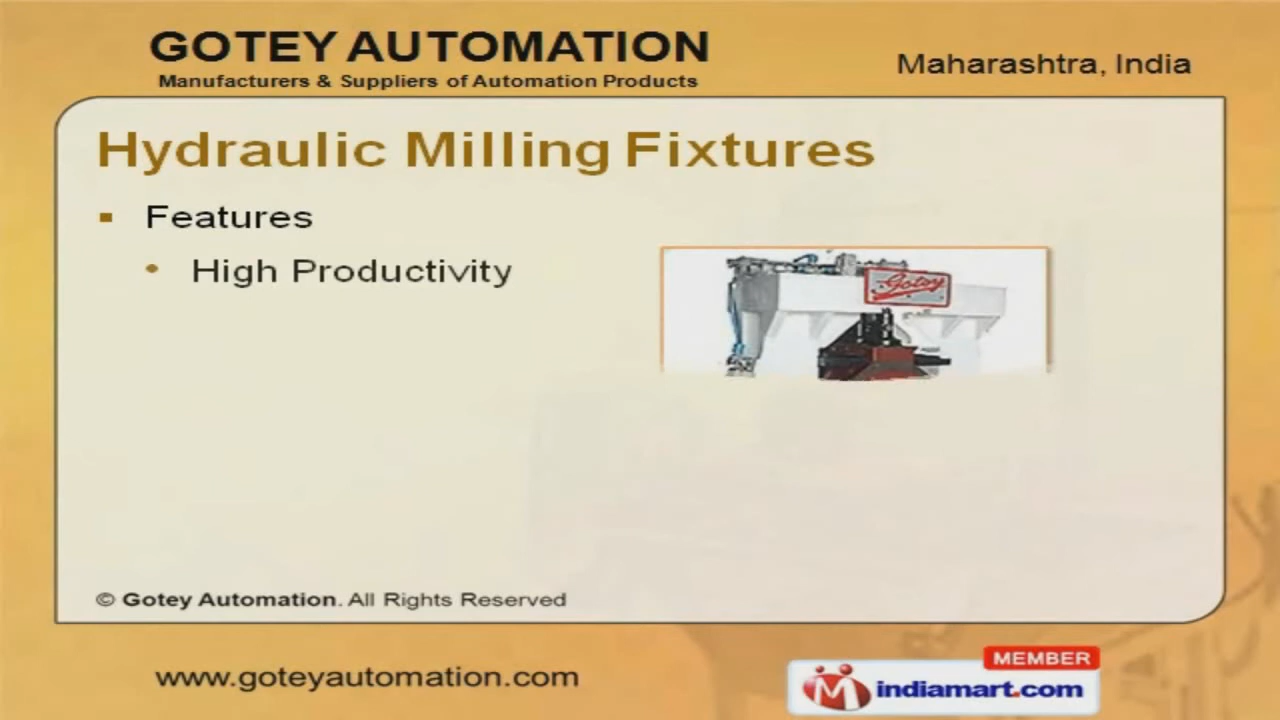 GOTEY AUTOMATION
Manufacturers & Suppliers of Automation Products
Maharashtra, India
Hydraulic Milling Fixtures
Features
High Productivity
Gotey
© Gotey Automation. All Rights Reserved
www.goteyautomation.com
MEMBER
indiamart.com